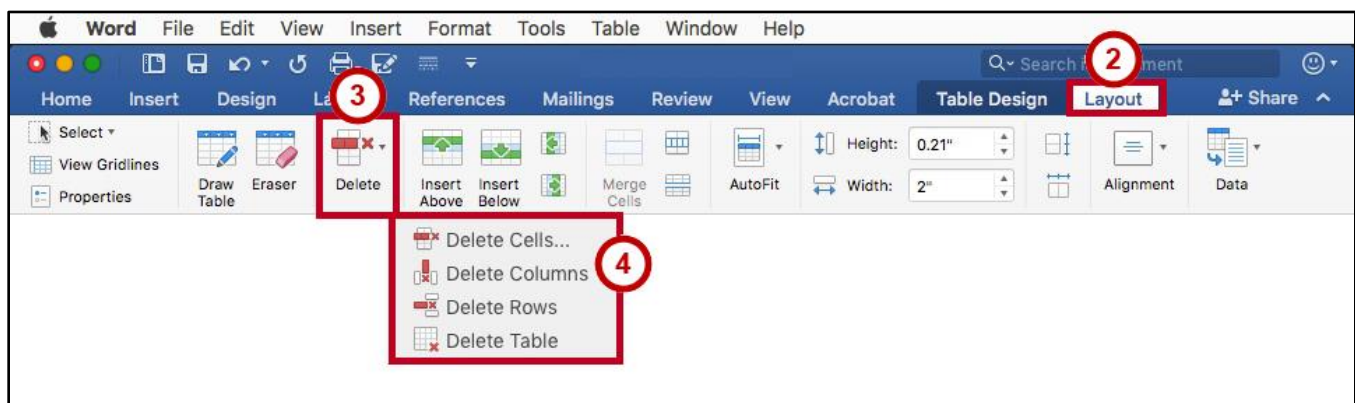 Word File Edit View Insert Format Tools Table Window Help
Search ment
2
Home Insert Design La References Mailings Review View Acrobat Table Design Layout Share
3
Select
View Gridlines
Properties
Draw Table
Eraser
Delete
Insert Above
Insert Below
Merge Cells
AutoFit
Height: 0.21"
Width: 2"
Alignment
Data
Delete Cells...
Delete Columns
Delete Rows
Delete Table
4